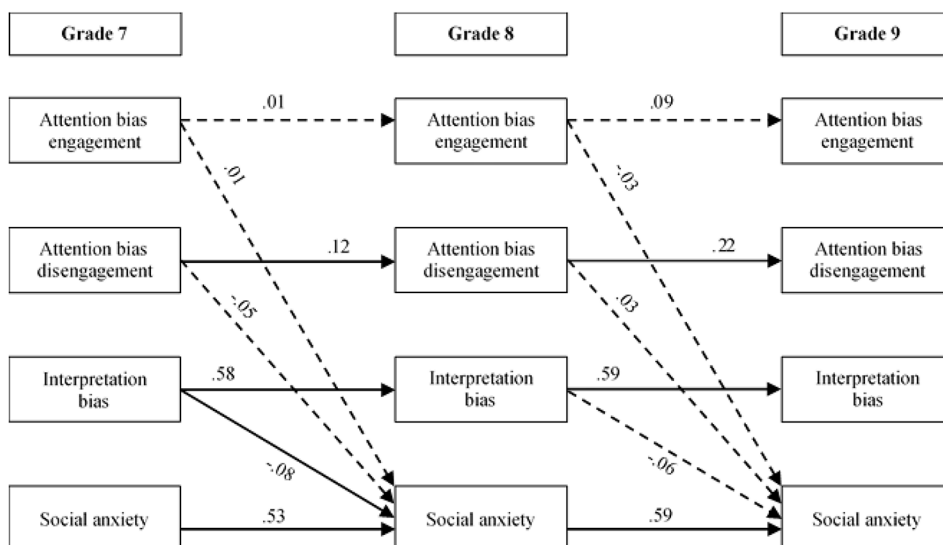 Grade 7
Grade 8
Grade 9
.01
.09
Attention bias
engagement
Attention bias
engagement
Attention bias
engagement
.01
-.03
.12
.22
Attention bias
disengagement
Attention bias
disengagement
Attention bias
disengagement
-.05
.03
.58
.59
Interpretation
bias
Interpretation
bias
Interpretation
bias
-.08
-.06
.53
.59
Social anxiety
Social anxiety
Social anxiety